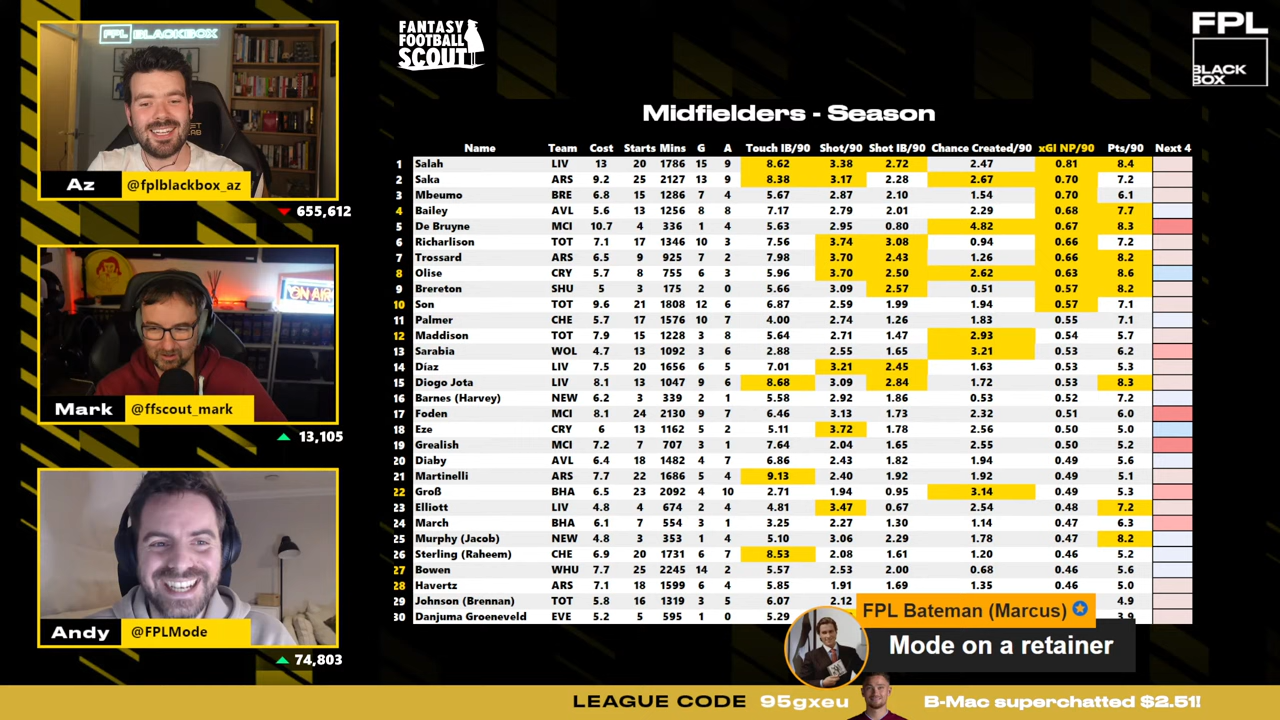 FPL BLACKBOX
Az
@fplblackbox_az
655,612
ON AIR
Mark
@ffscout_mark
13,105
Andy
@FPLMode
74,803
FANTASY
FOOTBALL
SCOUT
FPL
BLACK
BOX
Midfielders - Season
Name Team Cost Starts Mins G A Touch IB/90 Shot/90 Shot IB/90 Chance Created/90 xGI NP/90 Pts/90 Next 4
1 Salah LIV 13 20 1786 15 9 8.62 3.38 2.72 2.47 0.81 8.4
2 Saka ARS 9.2 25 2127 13 9 8.38 3.17 2.28 2.67 0.70 7.2
3 Mbeumo BRE 6.8 15 1286 7 4 5.67 2.87 2.10 1.54 0.70 6.1
4 Bailey AVL 5.6 13 1256 8 8 7.17 2.79 2.01 2.29 0.68 7.7
5 De Bruyne MCI 10.7 4 336 1 4 5.63 2.95 0.80 4.82 0.67 8.3
6 Richarlison TOT 7.1 17 1346 10 3 7.56 3.74 3.08 0.94 0.66 7.2
7 Trossard ARS 6.5 9 925 7 2 7.98 3.70 2.43 1.26 0.66 8.2
8 Olise CRY 5.7 8 755 6 3 5.96 3.70 2.50 2.62 0.63 8.6
9 Brereton SHU 5 3 175 2 0 5.66 3.09 2.57 0.51 0.57 8.2
10 Son TOT 9.6 21 1808 12 6 6.87 2.59 1.99 1.94 0.57 7.1
11 Palmer CHE 5.7 17 1576 10 7 4.00 2.74 1.26 1.83 0.55 7.1
12 Maddison TOT 7.9 15 1228 3 8 5.64 2.71 1.47 2.93 0.54 5.7
13 Sarabia WOL 4.7 13 1092 3 6 2.88 2.55 1.65 3.21 0.53 6.2
14 Díaz LIV 7.5 20 1656 6 5 7.01 3.21 2.45 1.63 0.53 5.3
15 Diogo Jota LIV 8.1 13 1047 9 6 8.68 3.09 2.84 1.72 0.53 8.3
16 Barnes (Harvey) NEW 6.2 3 339 2 1 5.58 2.92 1.86 0.53 0.52 7.2
17 Foden MCI 8.1 24 2130 9 7 6.46 3.13 1.73 2.32 0.51 6.0
18 Eze CRY 6 13 1162 5 2 5.11 3.72 1.78 2.56 0.50 5.0
19 Grealish MCI 7.2 7 707 3 1 7.64 2.04 1.65 2.55 0.50 5.2
20 Diaby AVL 6.4 18 1482 4 7 6.86 2.43 1.82 1.94 0.49 5.6
21 Martinelli ARS 7.7 22 1686 5 4 9.13 2.40 1.92 1.92 0.49 5.1
22 Groß BHA 6.5 23 2092 4 10 2.71 1.94 0.95 3.14 0.49 5.3
23 Elliott LIV 4.8 4 674 2 4 4.81 3.47 0.67 2.54 0.48 7.2
24 March BHA 6.1 7 554 3 1 3.25 2.27 1.30 1.14 0.47 6.3
25 Murphy (Jacob) NEW 4.8 3 353 1 4 5.10 3.06 2.29 1.78 0.47 8.2
26 Sterling (Raheem) CHE 6.9 20 1731 6 7 8.53 2.08 1.61 1.20 0.46 5.2
27 Bowen WHU 7.7 25 2245 14 2 5.57 2.53 2.00 0.68 0.46 5.6
28 Havertz ARS 7.1 18 1599 6 4 5.85 1.91 1.69 1.35 0.46 5.0
29 Johnson (Brennan) TOT 5.8 16 1319 3 5 6.07 2.12 4.9
30 Danjuma Groeneveld EVE 5.2 5 595 1 0 5.29 3.9
FPL Bateman (Marcus)
Mode on a retainer
LEAGUE CODE 95gxeu B-Mac superchatted $2.51!